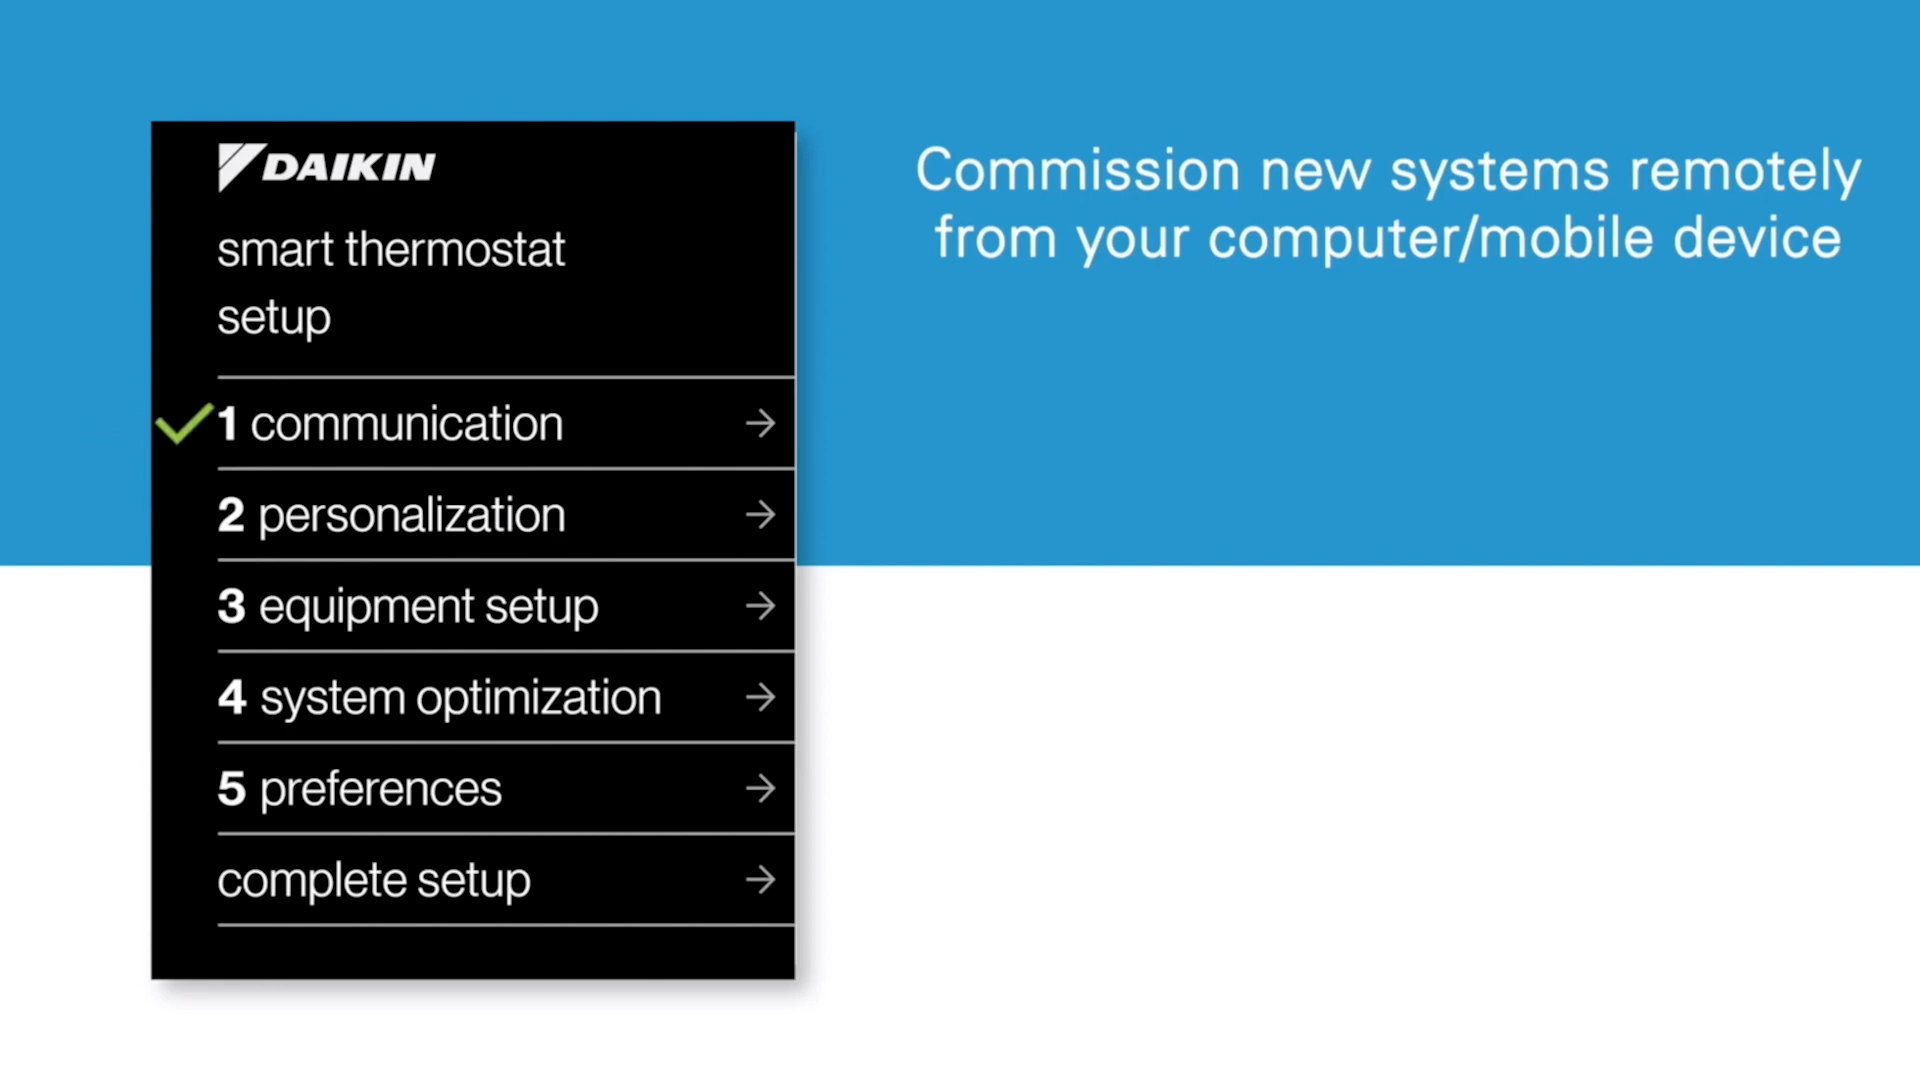 DAIKIN
smart thermostat
setup
1 communication
2 personalization
3 equipment setup
4 system optimization
5 preferences
complete setup
Commission new systems remotely
from your computer/mobile device